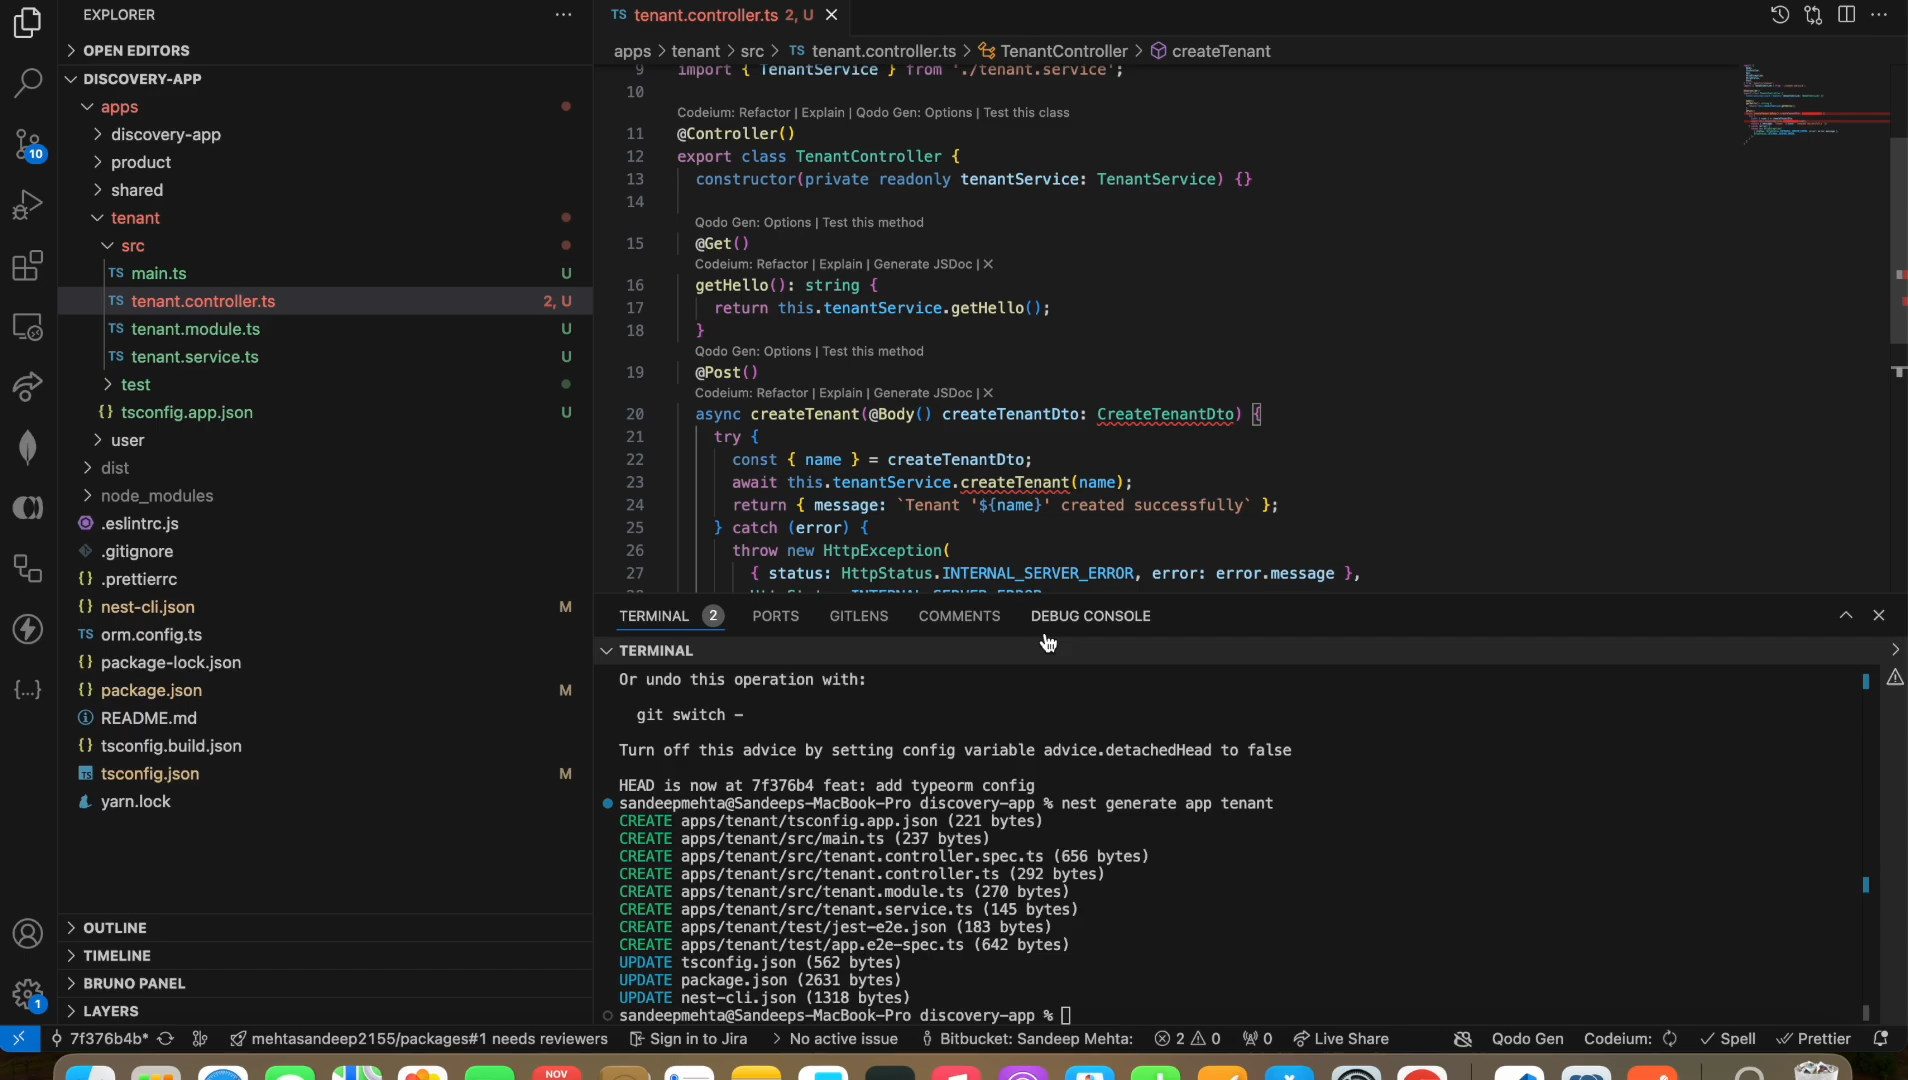 EXPLORER
OPEN EDITORS
DISCOVERY-APP
apps
discovery-app
product
shared
tenant
src
TS main.ts U
TS tenant.controller.ts 2, U
TS tenant.module.ts U
TS tenant.service.ts U
test
{} tsconfig.app.json U
user
dist
node_modules
.eslintrc.js
.gitignore
{} .prettierrc
{} nest-cli.json M
TS orm.config.ts
{} package-lock.json
{} package.json M
README.md
{} tsconfig.build.json
TS tsconfig.json M
yarn.lock
OUTLINE
TIMELINE
BRUNO PANEL
LAYERS
10
{...}
1
TS tenant.controller.ts 2, U
apps > tenant > src > TS tenant.controller.ts > TenantController > createTenant
9 import { TenantService } from './tenant.service';
10
Codeium: Refactor | Explain | Qodo Gen: Options | Test this class
11 @Controller()
12 export class TenantController {
13 constructor(private readonly tenantService: TenantService) {}
14
Qodo Gen: Options | Test this method
15 @Get()
Codeium: Refactor | Explain | Generate JSDoc | X
16 getHello(): string {
17 return this.tenantService.getHello();
18 }
Qodo Gen: Options | Test this method
19 @Post()
Codeium: Refactor | Explain | Generate JSDoc | X
20 async createTenant(@Body() createTenantDto: CreateTenantDto) {
21 try {
22 const { name } = createTenantDto;
23 await this.tenantService.createTenant(name);
24 return { message: `Tenant '${name}' created successfully` };
25 } catch (error) {
26 throw new HttpException(
27 { status: HttpStatus.INTERNAL_SERVER_ERROR, error: error.message },
TERMINAL 2 PORTS GITLENS COMMENTS DEBUG CONSOLE
TERMINAL
Or undo this operation with:
git switch -
Turn off this advice by setting config variable advice.detachedHead to false
HEAD is now at 7f376b4 feat: add typeorm config
sandeepmehta@Sandeeps-MacBook-Pro discovery-app % nest generate app tenant
CREATE apps/tenant/tsconfig.app.json (221 bytes)
CREATE apps/tenant/src/main.ts (237 bytes)
CREATE apps/tenant/src/tenant.controller.spec.ts (656 bytes)
CREATE apps/tenant/src/tenant.controller.ts (292 bytes)
CREATE apps/tenant/src/tenant.module.ts (270 bytes)
CREATE apps/tenant/src/tenant.service.ts (145 bytes)
CREATE apps/tenant/test/jest-e2e.json (183 bytes)
CREATE apps/tenant/test/app.e2e-spec.ts (642 bytes)
UPDATE tsconfig.json (562 bytes)
UPDATE package.json (2631 bytes)
UPDATE nest-cli.json (1318 bytes)
sandeepmehta@Sandeeps-MacBook-Pro discovery-app %
7f376b4b* mehtasandeep2155/packages#1 needs reviewers Sign in to Jira No active issue Bitbucket: Sandeep Mehta: 2 0 0 Live Share Qodo Gen Codeium: Spell Prettier
NOV